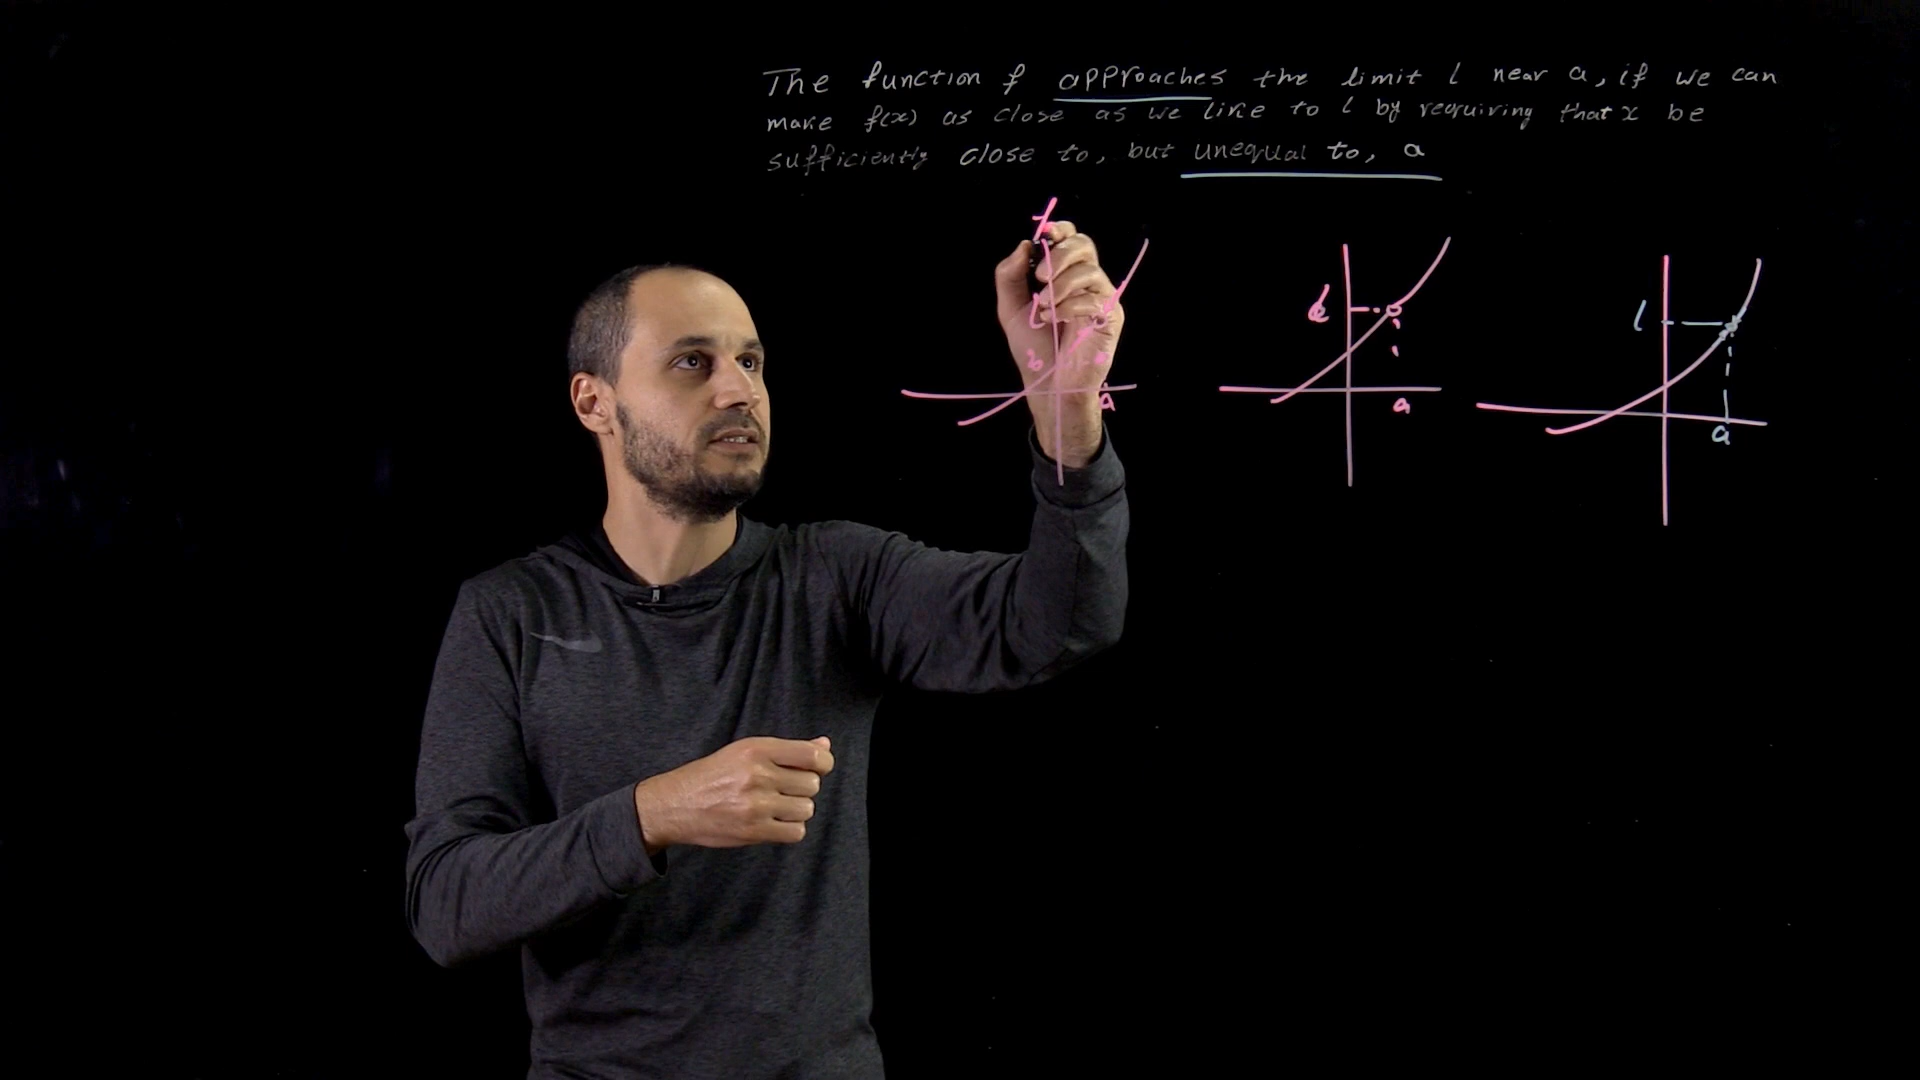 The function f approaches the limit l near a, if we can
make f(x) as close as we like to l by requiring that x be
sufficiently close to, but unequal to, a
f
l
b
a
l
a
l
a